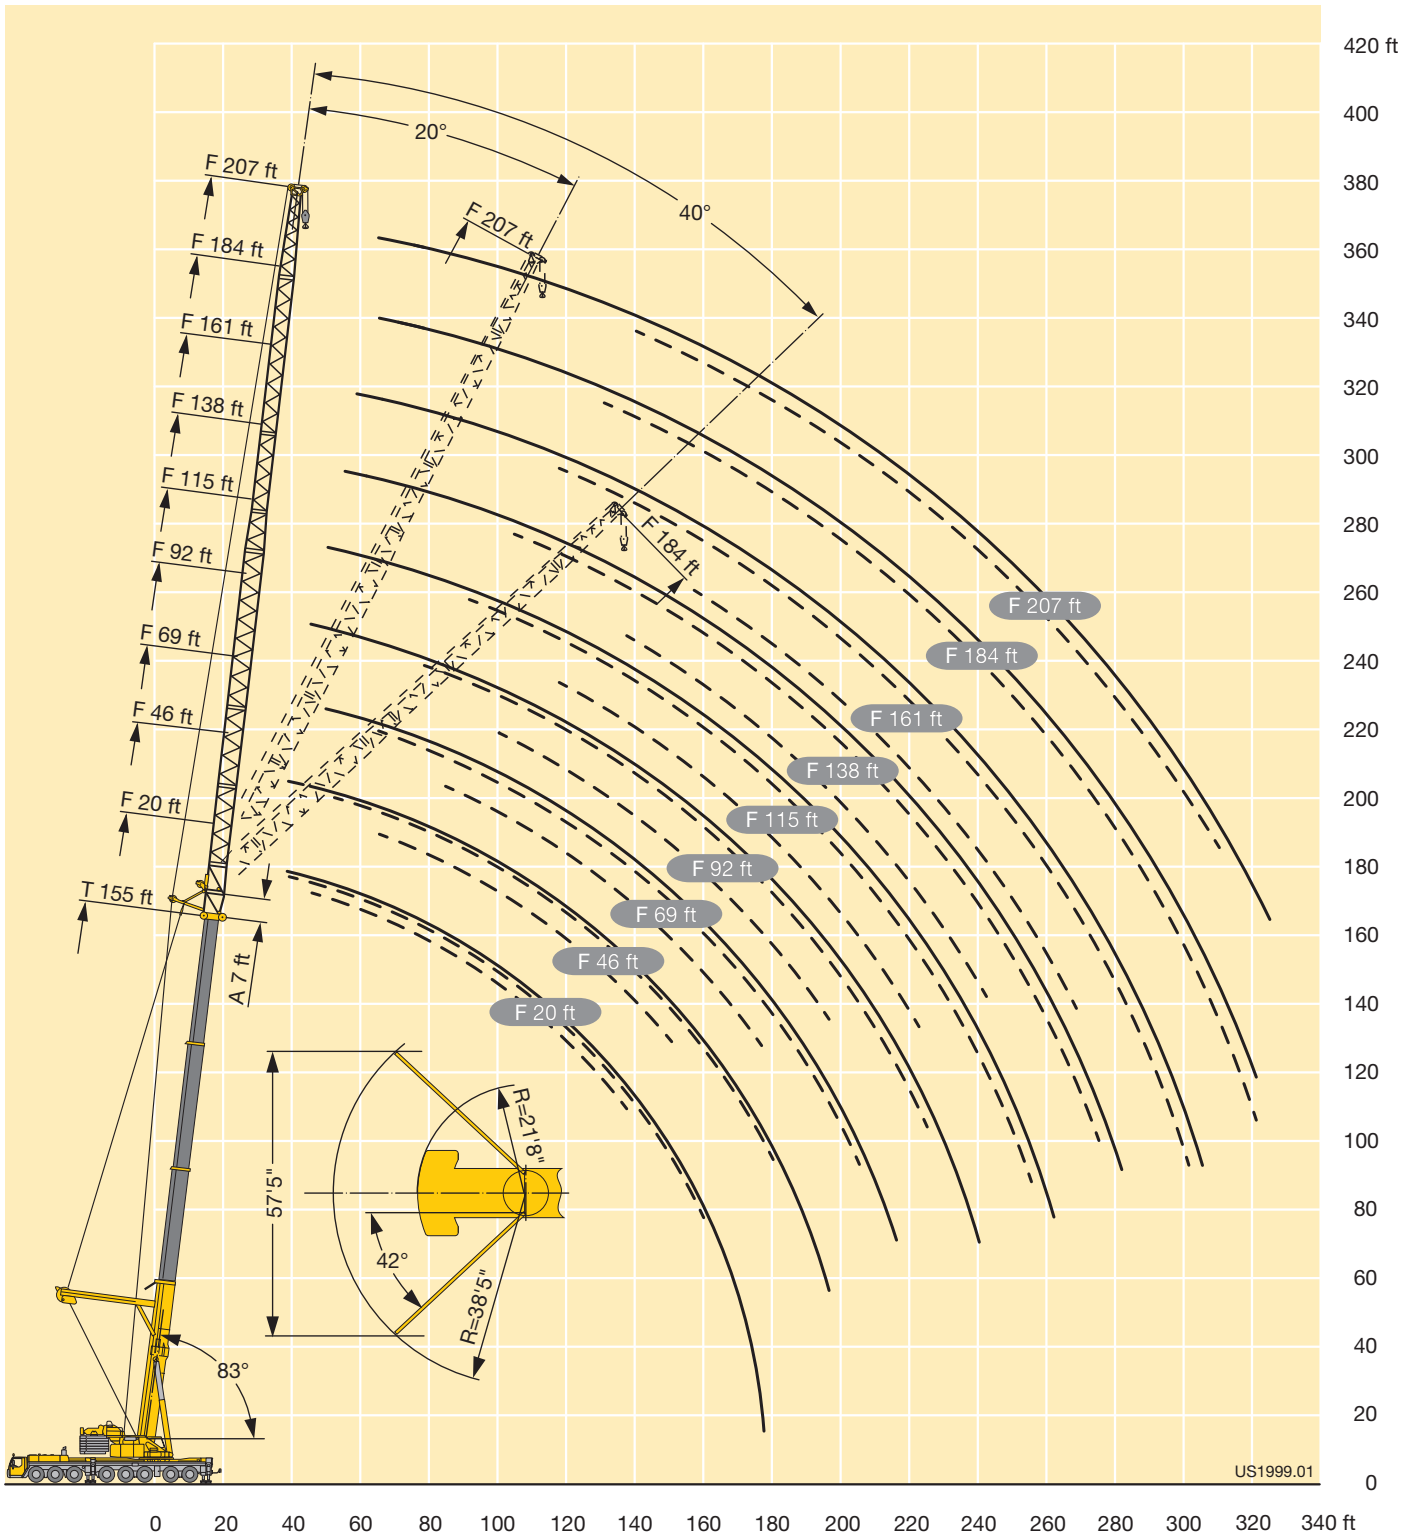 420 ft
400
20°
F 207 ft
380
F 207 ft
40°
F 184 ft
360
F 161 ft
340
320
F 138 ft
300
F 115 ft
280
F 184 ft
F 92 ft
260
F 207 ft
F 69 ft
240
F 184 ft
F 46 ft
220
F 161 ft
F 20 ft
200
F 138 ft
F 115 ft
180
F 92 ft
T 155 ft
F 69 ft
160
F 46 ft
A 7 ft
140
F 20 ft
120
R=21'8"
100
57'5"
80
42°
60
R=38'5"
40
83°
20
US1999.01
0
0 20 40 60 80 100 120 140 160 180 200 220 240 260 280 300 320 340 ft